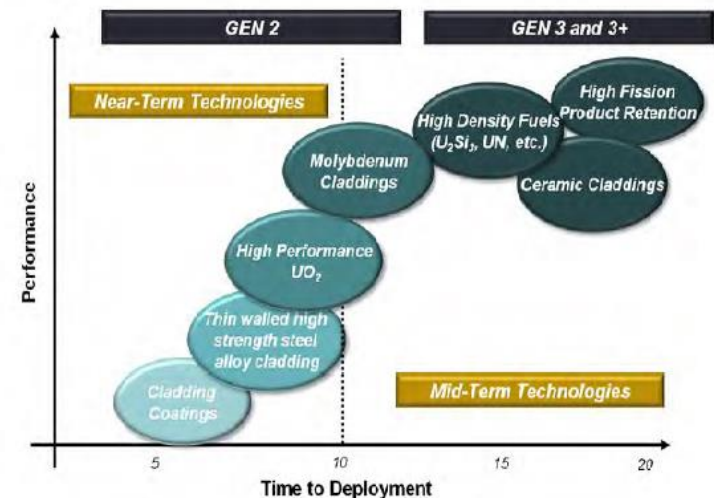 GEN 2
GEN 3 and 3+
Near-Term Technologies
High Fission
Product Retention
High Density Fuels
(U₃Si₂, UN, etc.)
Molybdenum
Claddings
Ceramic Claddings
High Performance
UO₂
Thin walled high
strength steel
alloy cladding
Cladding
Coatings
Mid-Term Technologies
Performance
5
10
15
20
Time to Deployment